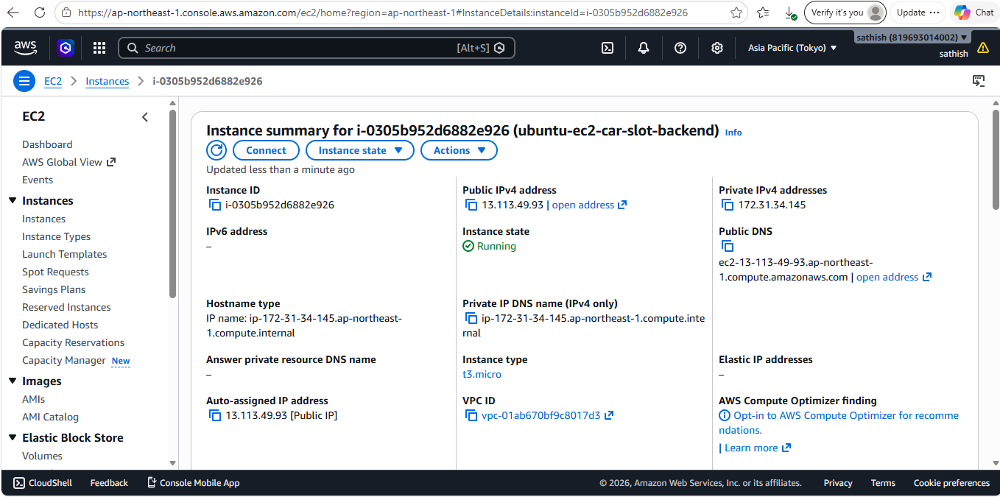 https://ap-northeast-1.console.aws.amazon.com/ec2/home?region=ap-northeast-1#InstanceDetails:instanceId=i-0305b952d6882e926
Verify it's you
Update
Chat
aws
Search
[Alt+S]
Asia Pacific (Tokyo)
sathish (819693014002)
sathish
EC2
Instances
i-0305b952d6882e926
EC2
Dashboard
AWS Global View
Events
Instances
Instances
Instance Types
Launch Templates
Spot Requests
Savings Plans
Reserved Instances
Dedicated Hosts
Capacity Reservations
Capacity Manager New
Images
AMIs
AMI Catalog
Elastic Block Store
Volumes
Instance summary for i-0305b952d6882e926 (ubuntu-ec2-car-slot-backend) Info
Connect
Instance state
Actions
Updated less than a minute ago
Instance ID
i-0305b952d6882e926
Public IPv4 address
13.113.49.93 | open address
Private IPv4 addresses
172.31.34.145
IPv6 address
–
Instance state
Running
Public DNS
ec2-13-113-49-93.ap-northeast-
1.compute.amazonaws.com | open address
Hostname type
IP name: ip-172-31-34-145.ap-northeast-
1.compute.internal
Private IP DNS name (IPv4 only)
ip-172-31-34-145.ap-northeast-1.compute.inte
rnal
Answer private resource DNS name
–
Instance type
t3.micro
Elastic IP addresses
–
Auto-assigned IP address
13.113.49.93 [Public IP]
VPC ID
vpc-01ab670bf9c8017d3
AWS Compute Optimizer finding
Opt-in to AWS Compute Optimizer for recomme
ndations.
| Learn more
CloudShell
Feedback
Console Mobile App
© 2026, Amazon Web Services, Inc. or its affiliates.
Privacy
Terms
Cookie preferences